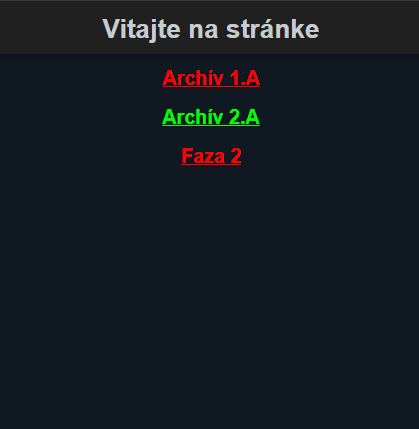 Vitajte na stránke
Archív 1.A
Archív 2.A
Faza 2